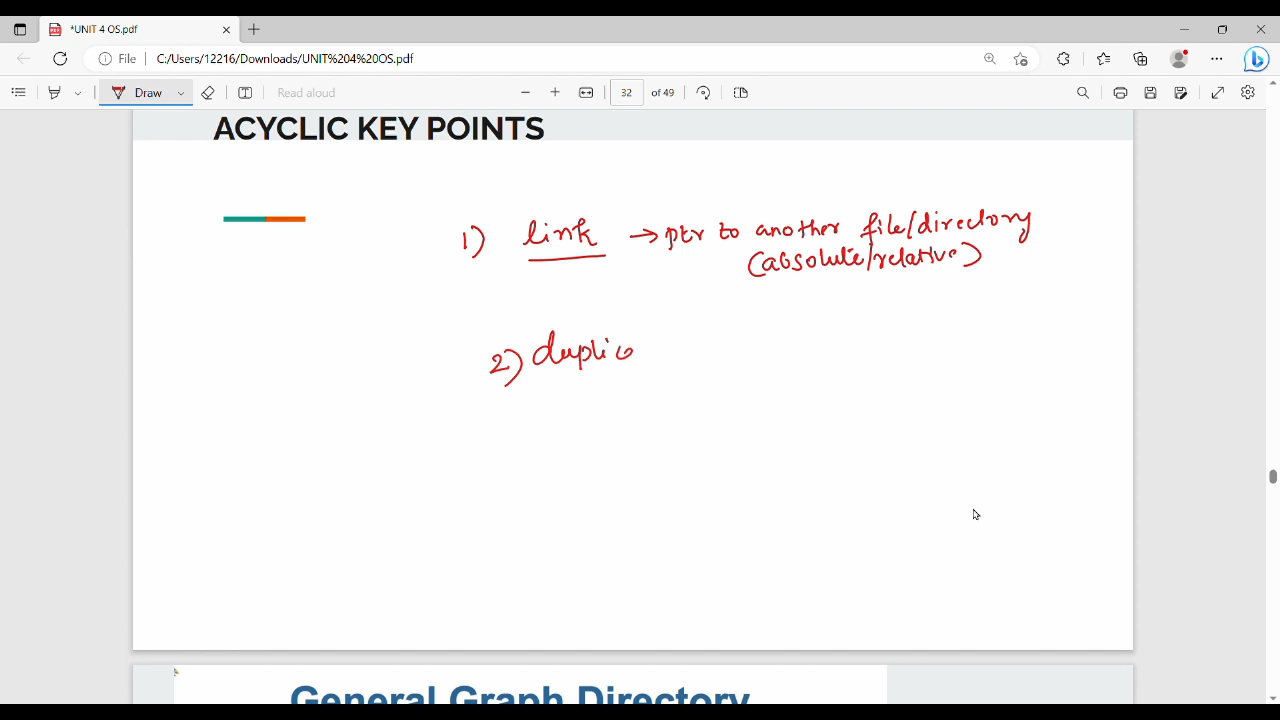 *UNIT 4 OS.pdf
File C:/Users/12216/Downloads/UNIT%204%20OS.pdf
Draw Read aloud 32 of 49
ACYCLIC KEY POINTS
1) link → ptr to another file/directory
(absolute/relative)
2) duplic
General Graph Directory